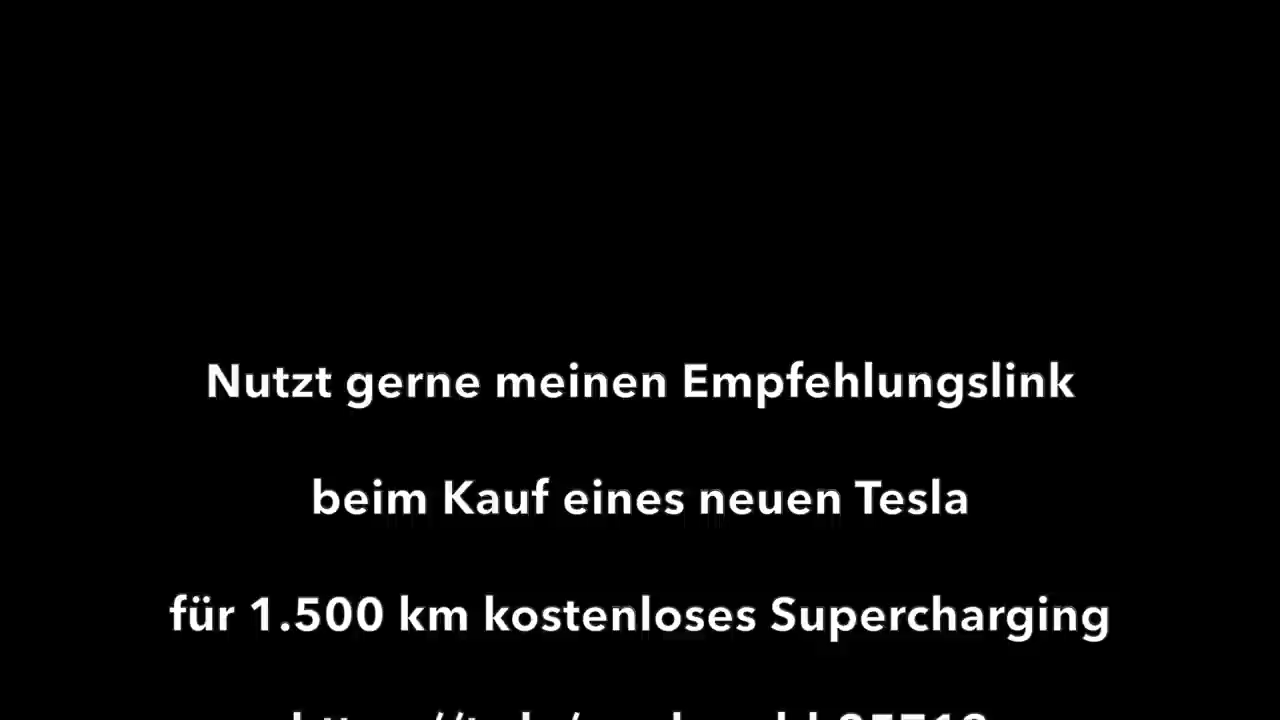 Nutzt gerne meinen Empfehlungslink
beim Kauf eines neuen Tesla
für 1.500 km kostenloses Supercharging